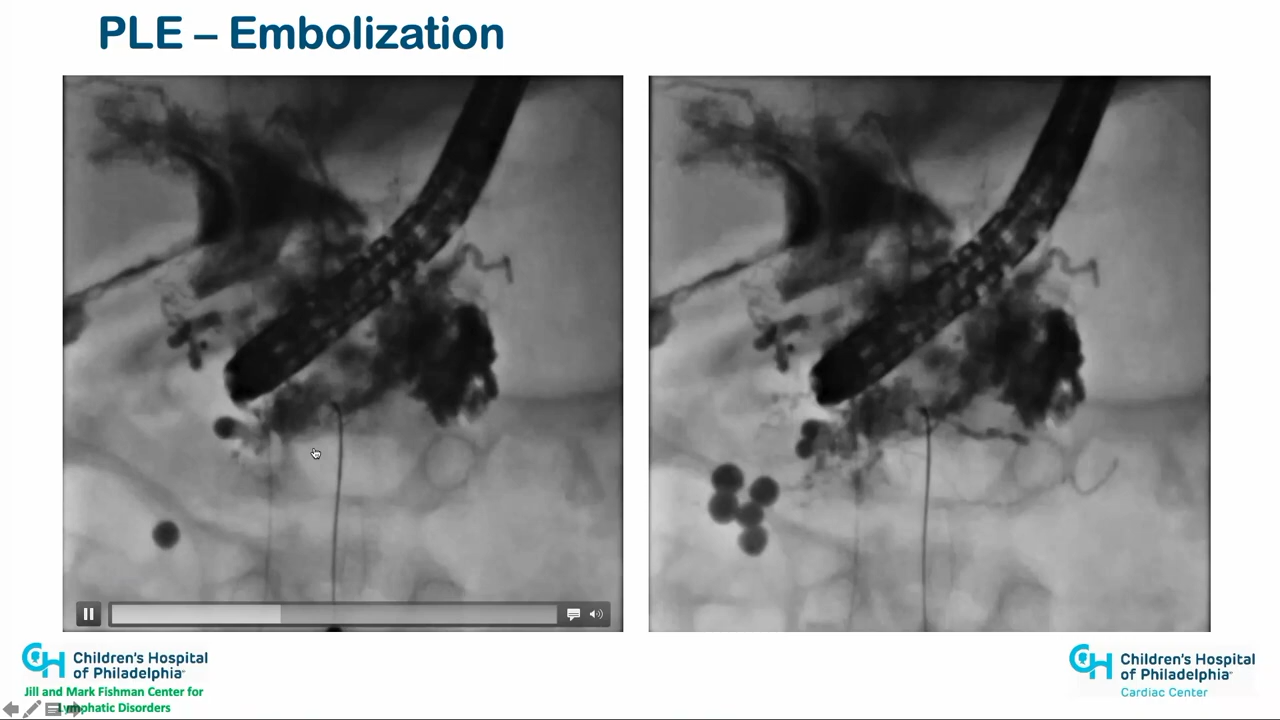 PLE – Embolization
Children's Hospital
of Philadelphia
Jill and Mark Fishman Center for
Lymphatic Disorders
Children's Hospital
of Philadelphia
Cardiac Center